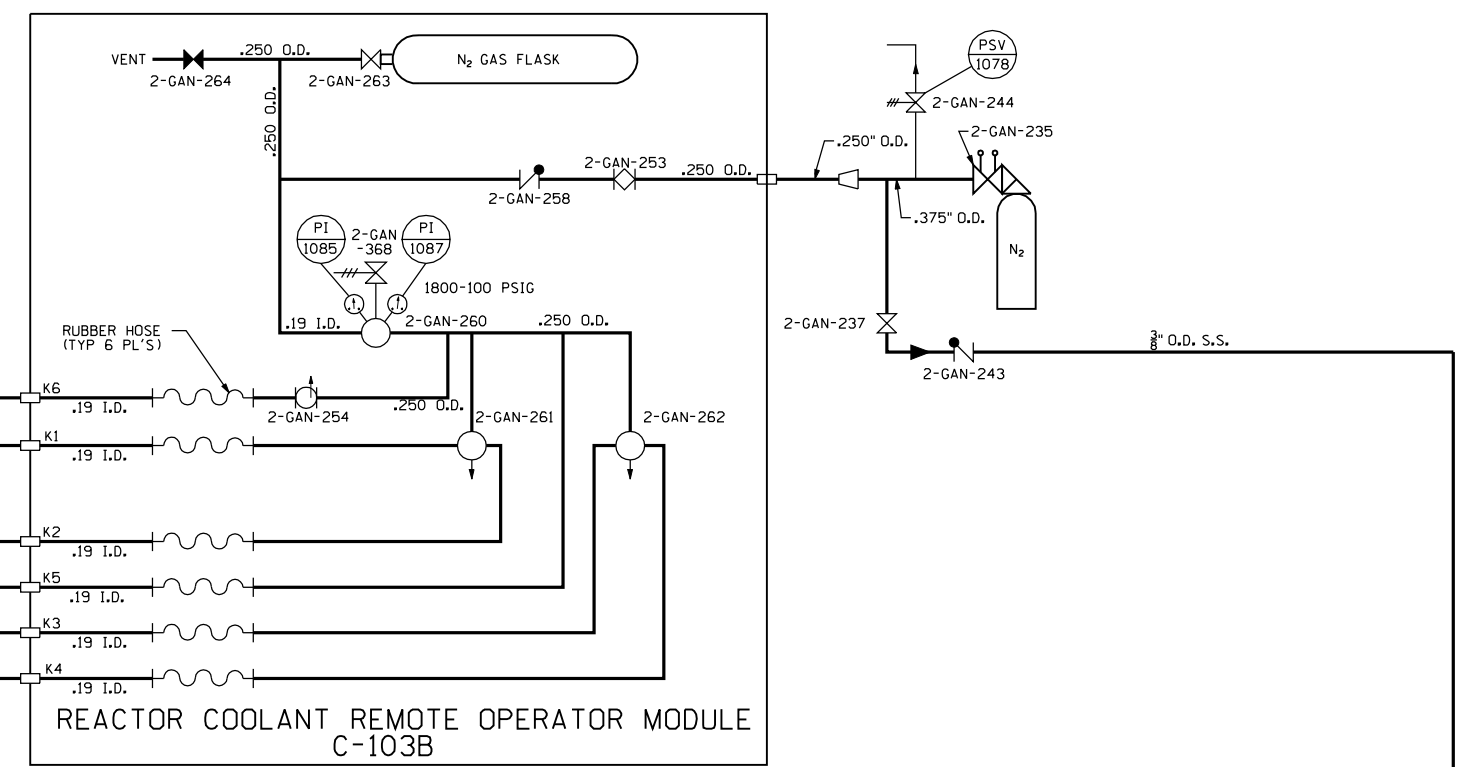 VENT
.250 O.D.
N₂ GAS FLASK
2-GAN-264
2-GAN-263
.250 O.D.
PSV
1078
2-GAN-244
2-GAN-235
.250" O.D.
2-GAN-253
.250 O.D.
2-GAN-258
.375" O.D.
N₂
PI
1085
2-GAN
-368
PI
1087
1800-100 PSIG
.19 I.D.
2-GAN-260
.250 O.D.
2-GAN-237
RUBBER HOSE
(TYP 6 PL'S)
3/8" O.D. S.S.
2-GAN-243
K6
.19 I.D.
2-GAN-254
.250 O.D.
2-GAN-261
2-GAN-262
K1
.19 I.D.
K2
.19 I.D.
K5
.19 I.D.
K3
.19 I.D.
K4
.19 I.D.
REACTOR COOLANT REMOTE OPERATOR MODULE
C-103B